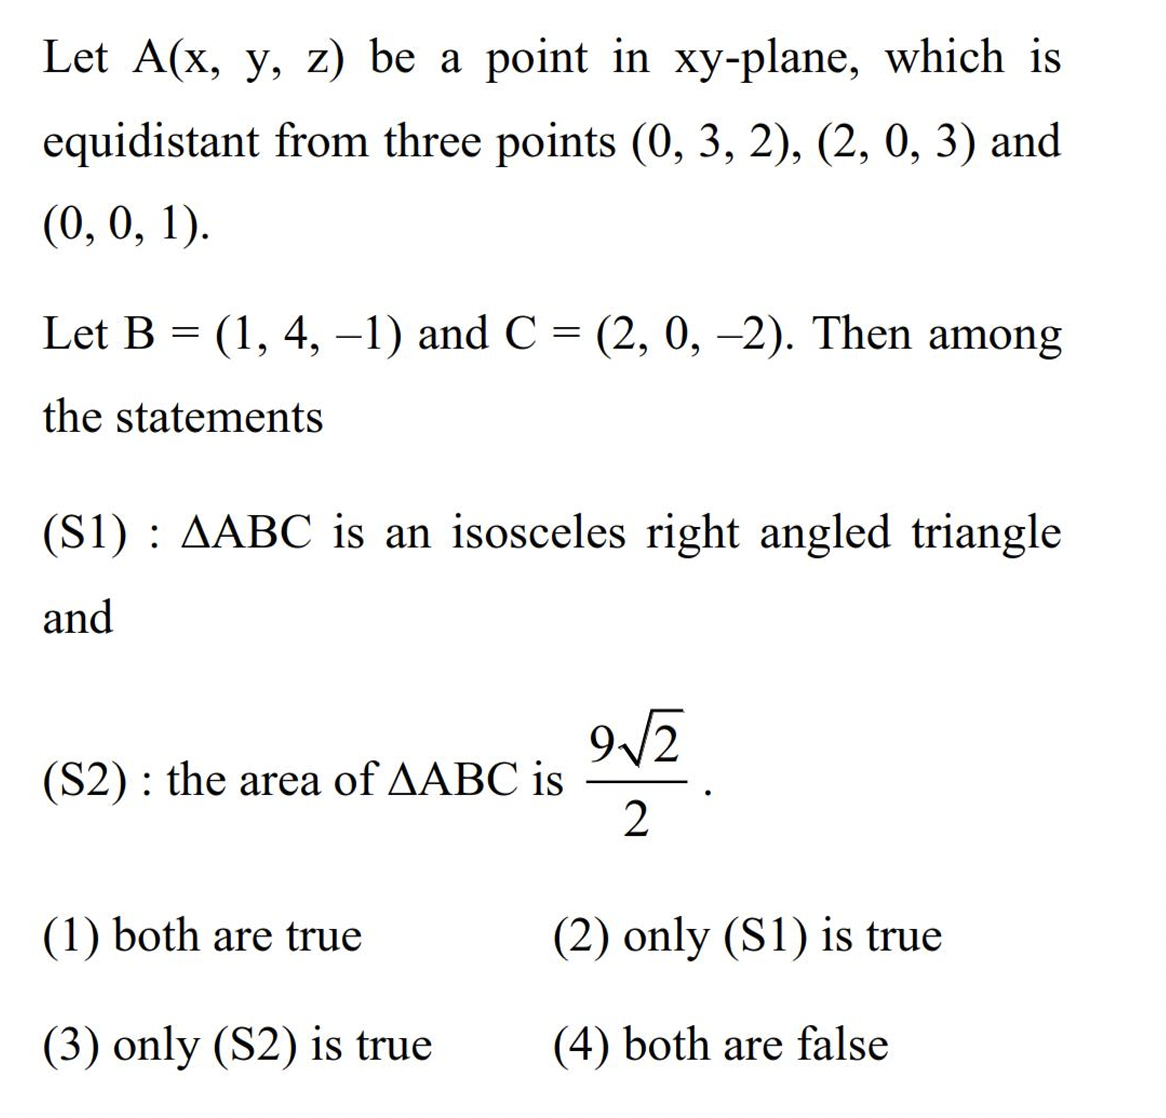 Let A(x, y, z) be a point in xy-plane, which is
equidistant from three points (0, 3, 2), (2, 0, 3) and
(0, 0, 1).
Let B = (1, 4, –1) and C = (2, 0, –2). Then among
the statements
(S1) : ΔABC is an isosceles right angled triangle
and
(S2) : the area of ΔABC is 9√2/2 .
(1) both are true (2) only (S1) is true
(3) only (S2) is true (4) both are false